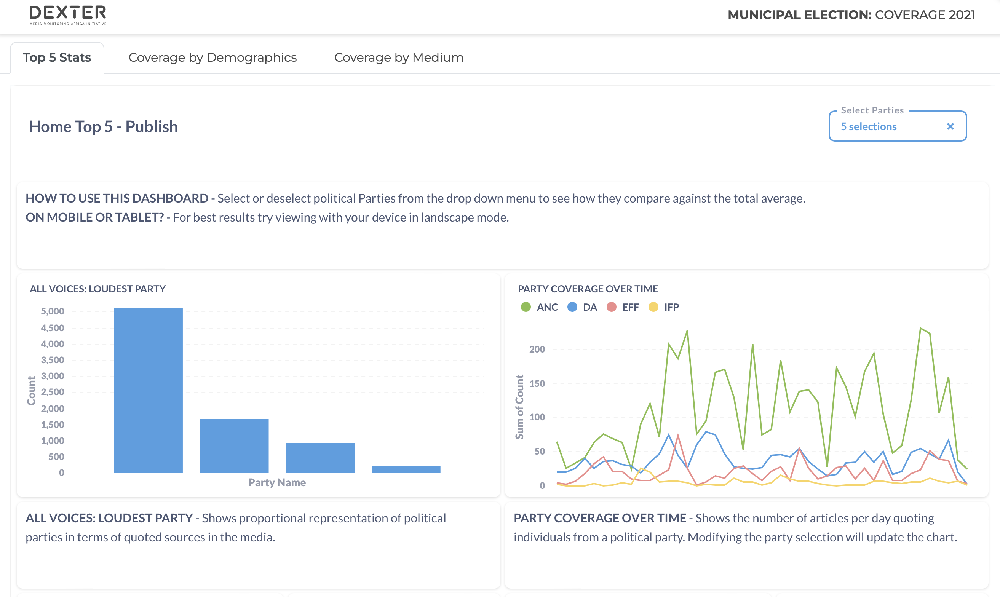 DEXTER
MEDIA MONITORING AFRICA INITIATIVE
MUNICIPAL ELECTION: COVERAGE 2021
Top 5 Stats
Coverage by Demographics
Coverage by Medium
Home Top 5 - Publish
Select Parties
5 selections
HOW TO USE THIS DASHBOARD - Select or deselect political Parties from the drop down menu to see how they compare against the total average.
ON MOBILE OR TABLET? - For best results try viewing with your device in landscape mode.
ALL VOICES: LOUDEST PARTY
5,000
4,500
4,000
3,500
3,000
2,500
2,000
1,500
1,000
500
0
Count
Party Name
PARTY COVERAGE OVER TIME
ANC DA EFF IFP
200
150
100
50
0
Sum of Count
ALL VOICES: LOUDEST PARTY - Shows proportional representation of political
parties in terms of quoted sources in the media.
PARTY COVERAGE OVER TIME - Shows the number of articles per day quoting
individuals from a political party. Modifying the party selection will update the chart.